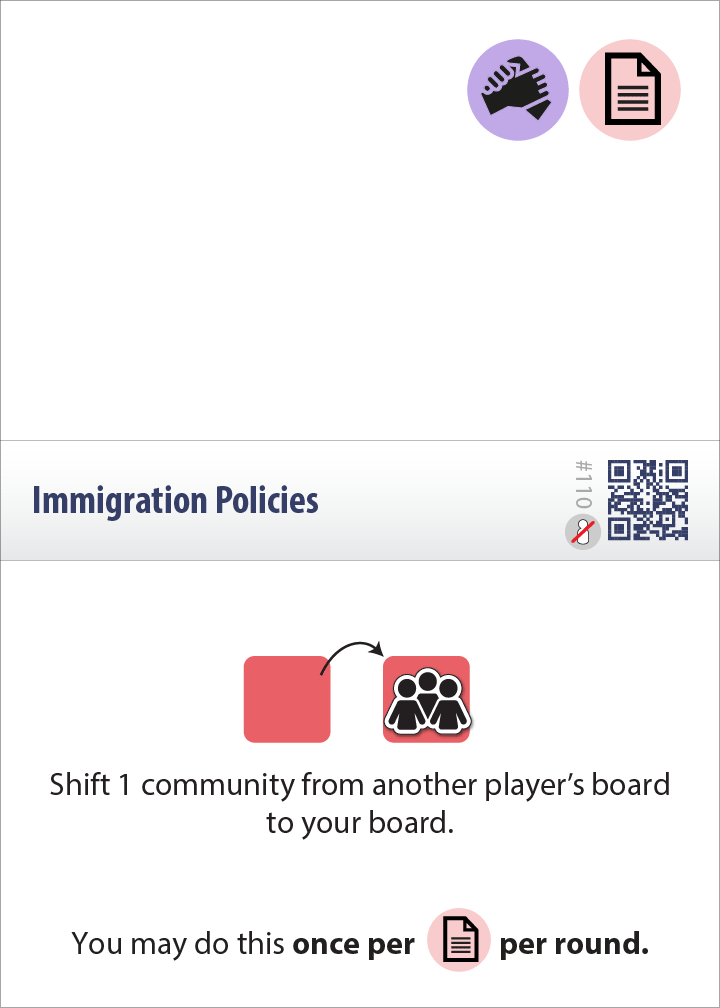 #110
Immigration Policies
Shift 1 community from another player’s board
to your board.
You may do this once per per round.